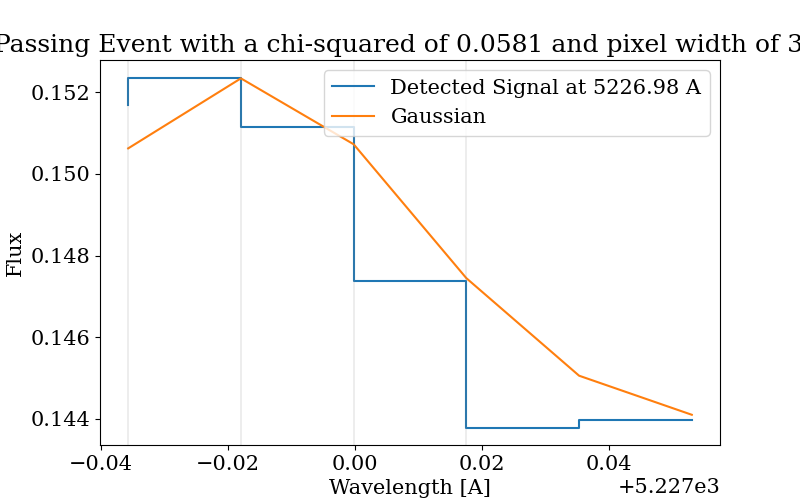 Passing Event with a chi-squared of 0.0581 and pixel width of 3
Detected Signal at 5226.98 A
Gaussian
Flux
0.152
0.150
0.148
0.146
0.144
−0.04 −0.02 0.00 0.02 0.04
+5.227e3
Wavelength [A]